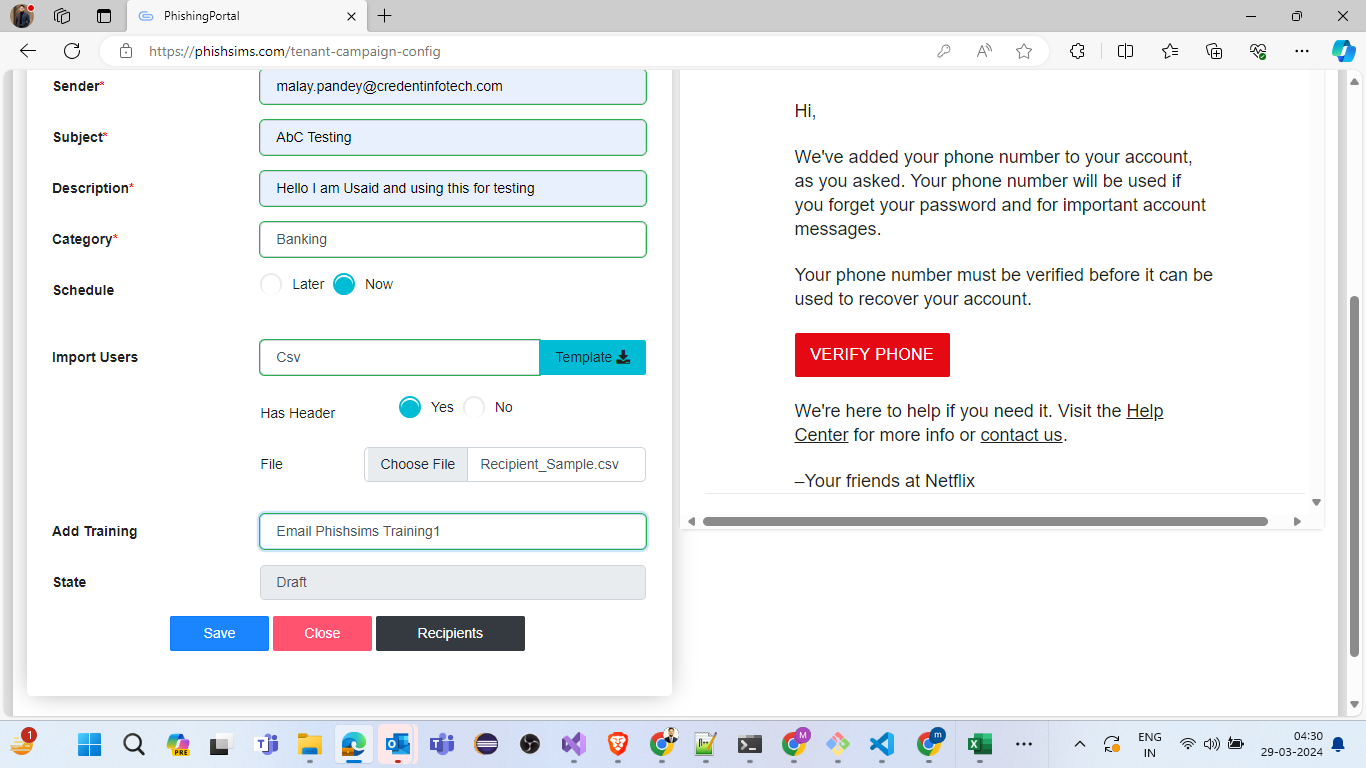 PhishingPortal
https://phishsims.com/tenant-campaign-config
Sender*
malay.pandey@credentinfotech.com
Subject*
AbC Testing
Description*
Hello I am Usaid and using this for testing
Category*
Banking
Schedule
Later
Now
Import Users
Csv
Template
Has Header
Yes
No
File
Choose File
Recipient_Sample.csv
Add Training
Email Phishsims Training1
State
Draft
Save
Close
Recipients
Hi,
We've added your phone number to your account,
as you asked. Your phone number will be used if
you forget your password and for important account
messages.
Your phone number must be verified before it can be
used to recover your account.
VERIFY PHONE
We're here to help if you need it. Visit the Help
Center for more info or contact us.
–Your friends at Netflix
1
PRE
M
m
ENG
IN
04:30
29-03-2024